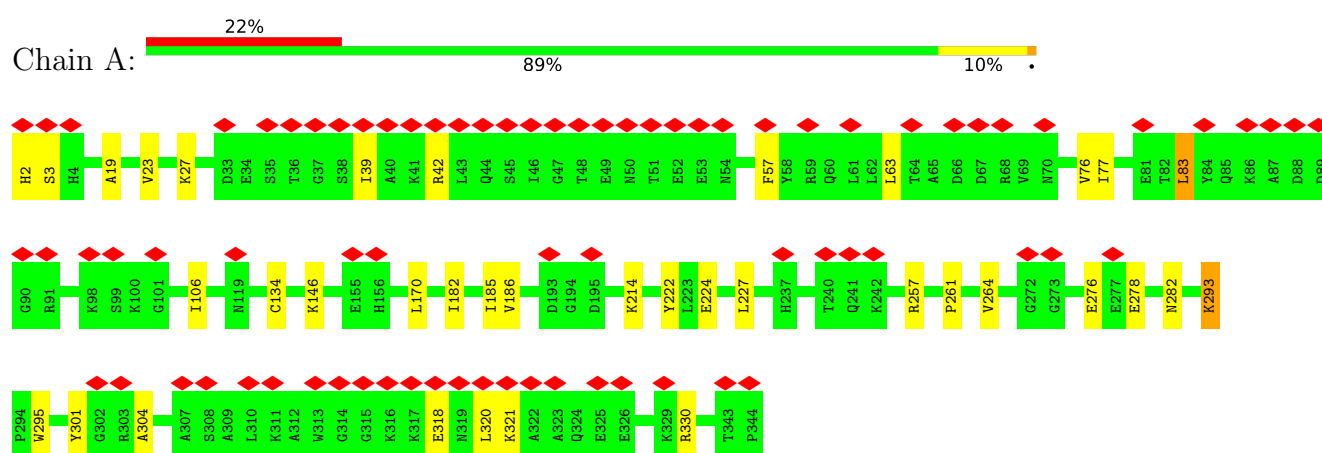 22%
Chain A:
89% 10% •
H2 S3 H4 A19 V23 K27 D33 E34 S35 T36 G37 S38 I39 A40 K41 R42 L43 Q44 S45 I46 G47 T48 E49 N50 T51 E52 E53 N54 F57 Y58 R59 Q60 L61 L62 L63 T64 A65 D66 D67 R68 V69 N70 V76 I77 E81 T82 L83 Y84 Q85 K86 A87 D88 D89
G90 R91 K98 S99 K100 G101 I106 N119 C134 K146 E155 H156 L170 I182 I185 V186 D193 G194 D195 K214 Y222 L223 E224 L227 H237 T240 Q241 K242 R257 P261 V264 G272 G273 E276 E277 E278 N282 K293
P294 W295 Y301 G302 R303 A304 A307 S308 A309 L310 K311 A312 W313 G314 G315 K316 K317 E318 N319 L320 K321 A322 A323 Q324 E325 E326 K329 R330 T343 P344